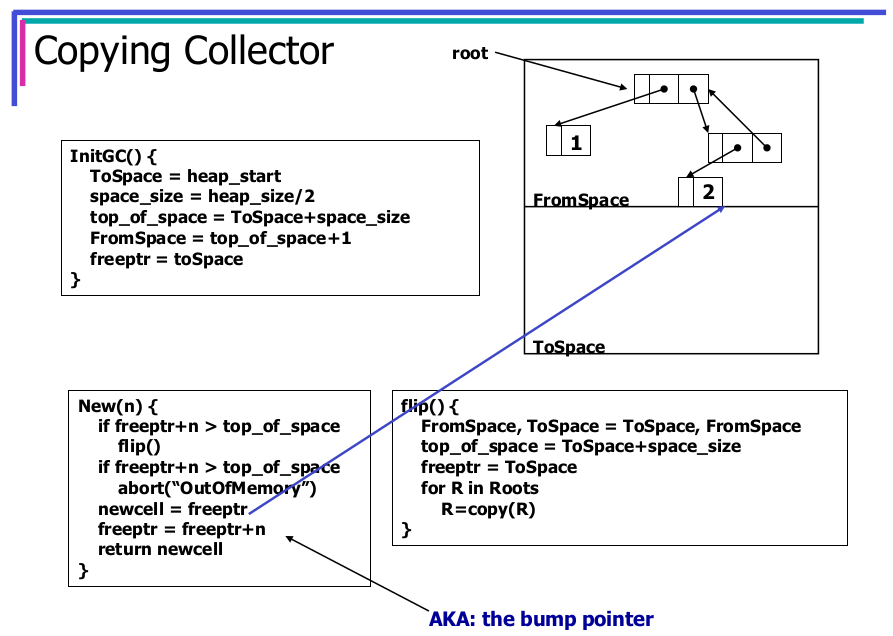 Copying Collector
root
1
2
FromSpace
ToSpace
InitGC() {
ToSpace = heap_start
space_size = heap_size/2
top_of_space = ToSpace+space_size
FromSpace = top_of_space+1
freeptr = toSpace
}
New(n) {
if freeptr+n > top_of_space
flip()
if freeptr+n > top_of_space
abort(“OutOfMemory”)
newcell = freeptr
freeptr = freeptr+n
return newcell
}
flip() {
FromSpace, ToSpace = ToSpace, FromSpace
top_of_space = ToSpace+space_size
freeptr = ToSpace
for R in Roots
R=copy(R)
}
AKA: the bump pointer